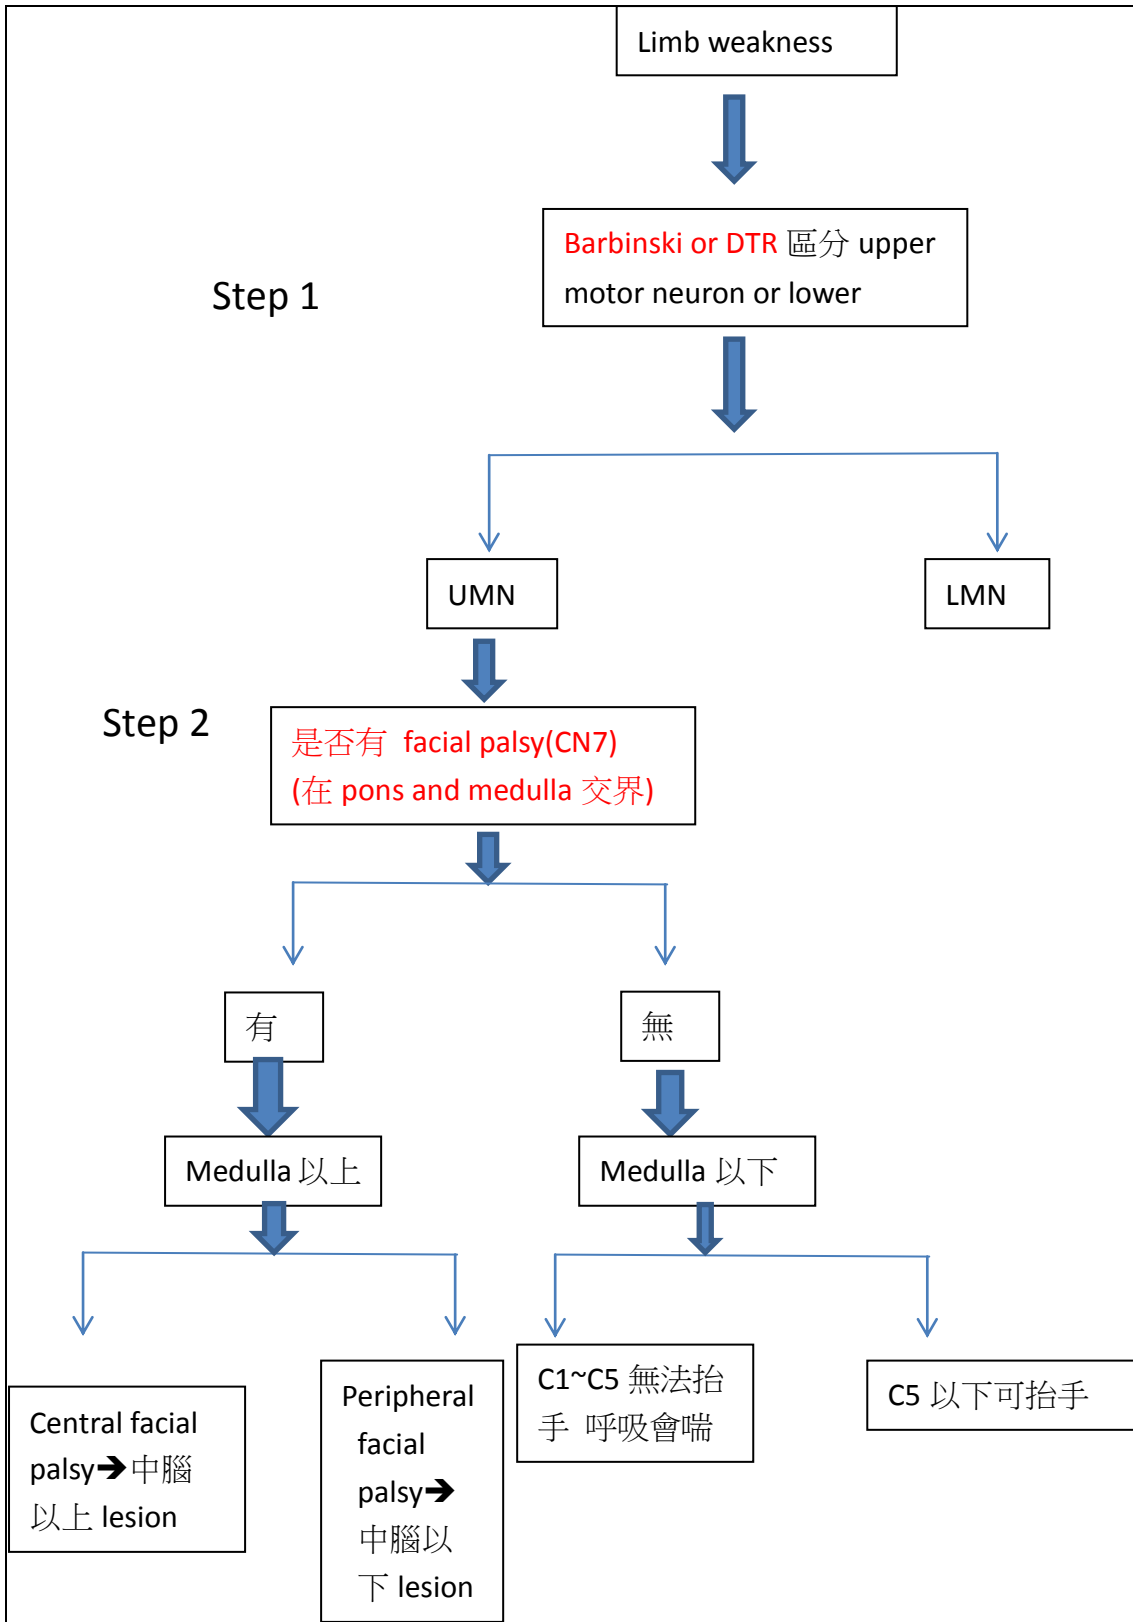 Limb weakness
Step 1
Barbinski or DTR 區分 upper
motor neuron or lower
UMN
LMN
Step 2
是否有 facial palsy(CN7)
(在 pons and medulla 交界)
有
無
Medulla 以上
Medulla 以下
Central facial
palsy➔中腦
以上 lesion
Peripheral
facial
palsy➔
中腦以
下 lesion
C1~C5 無法抬
手 呼吸會喘
C5 以下可抬手